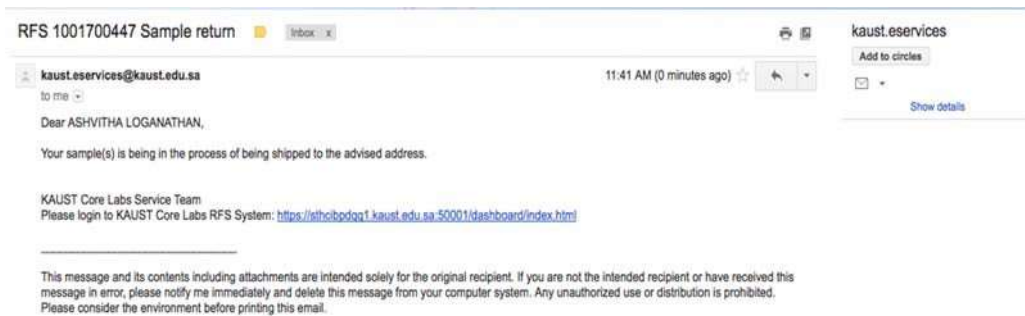 RFS 1001700447 Sample return
Inbox x
kaust.eservices
Add to circles
kaust.eservices@kaust.edu.sa
11:41 AM (0 minutes ago)
to me
Show details
Dear ASHVITHA LOGANATHAN,
Your sample(s) is being in the process of being shipped to the advised address.
KAUST Core Labs Service Team
Please login to KAUST Core Labs RFS System: https://sthcibpdqq1.kaust.edu.sa:50001/dashboard/index.html
This message and its contents including attachments are intended solely for the original recipient. If you are not the intended recipient or have received this
message in error, please notify me immediately and delete this message from your computer system. Any unauthorized use or distribution is prohibited.
Please consider the environment before printing this email.